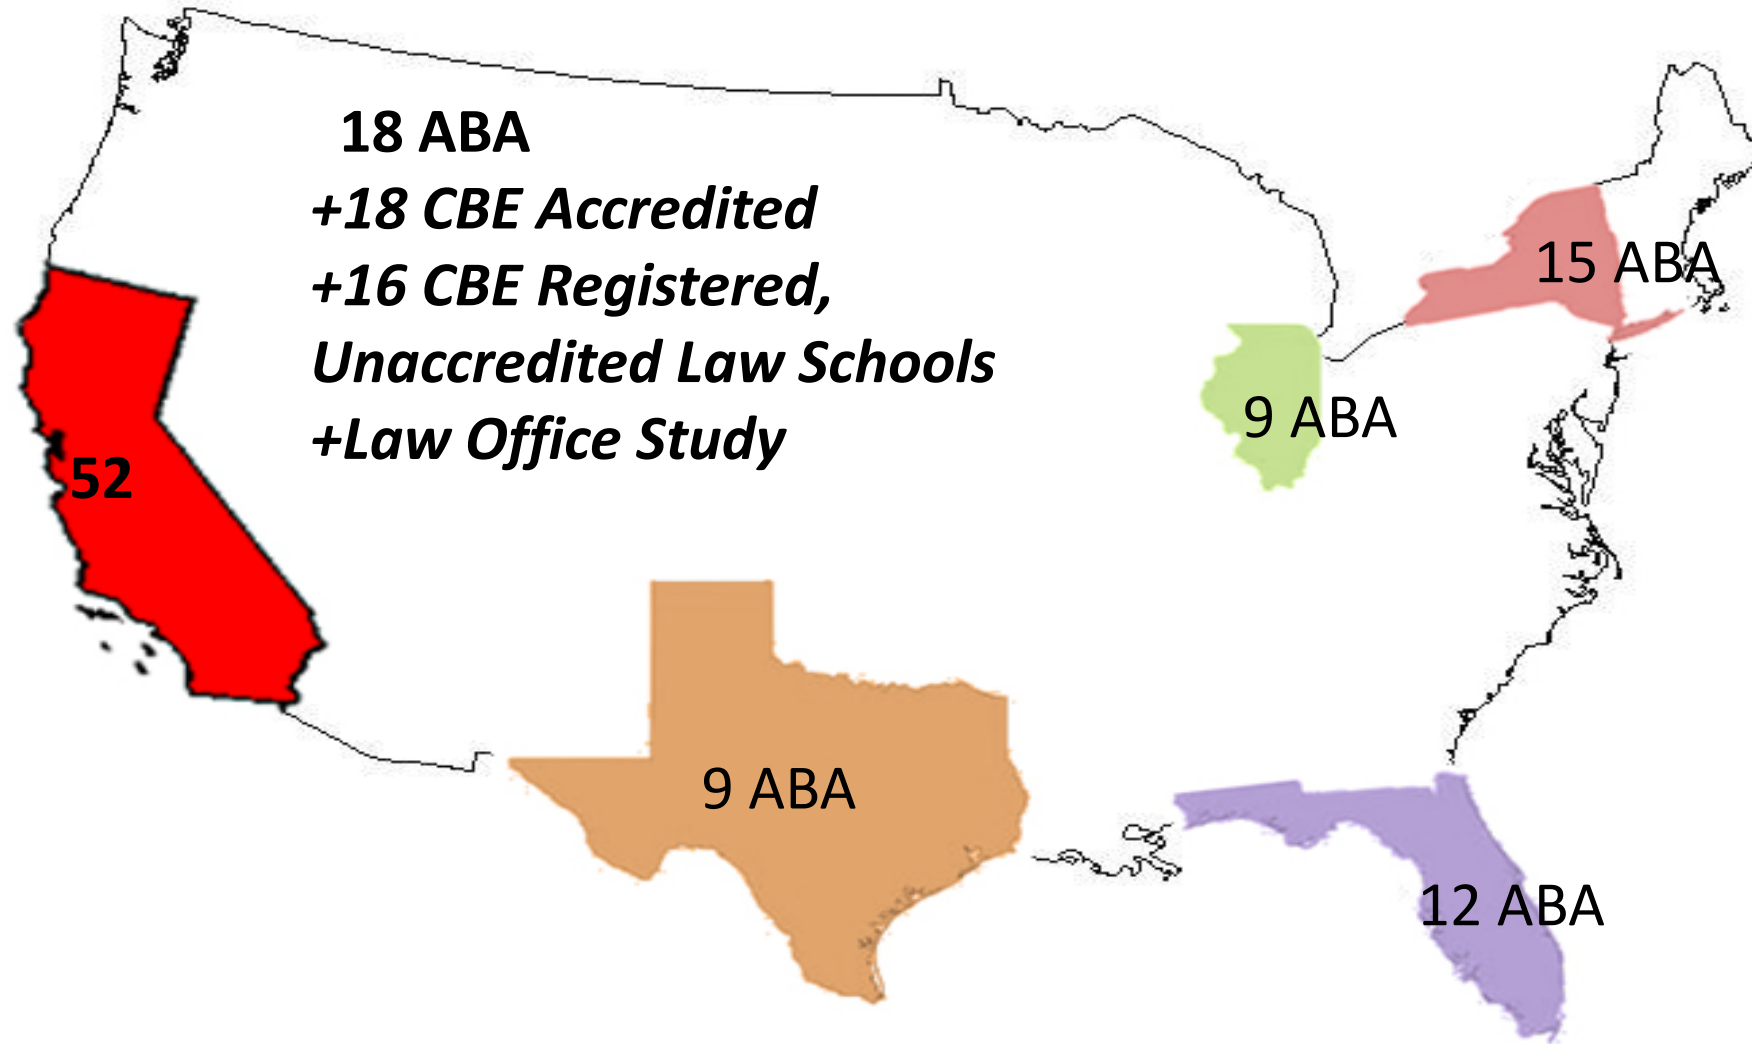 18 ABA
+18 CBE Accredited
+16 CBE Registered,
Unaccredited Law Schools
+Law Office Study
52
15 ABA
9 ABA
9 ABA
12 ABA